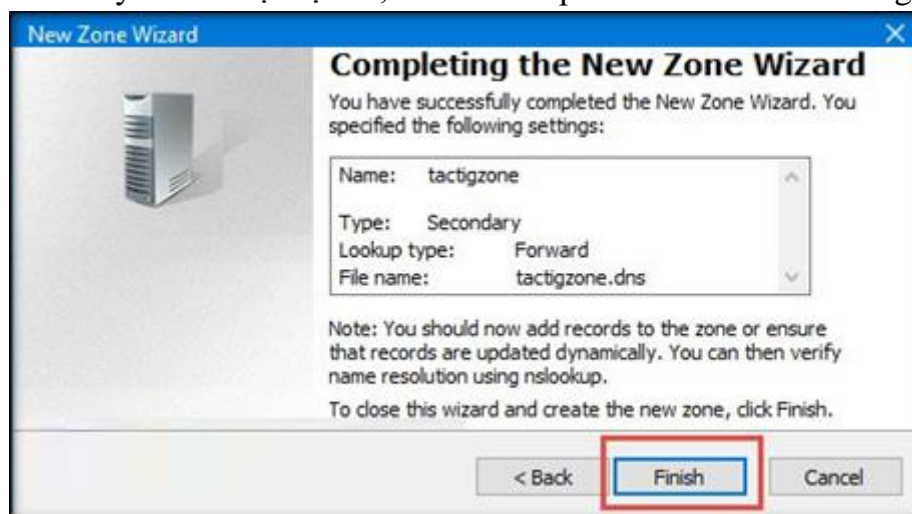 New Zone Wizard
Completing the New Zone Wizard
You have successfully completed the New Zone Wizard. You
specified the following settings:
Name: tactigzone
Type: Secondary
Lookup type: Forward
File name: tactigzone.dns
Note: You should now add records to the zone or ensure
that records are updated dynamically. You can then verify
name resolution using nslookup.
To close this wizard and create the new zone, click Finish.
< Back Finish Cancel